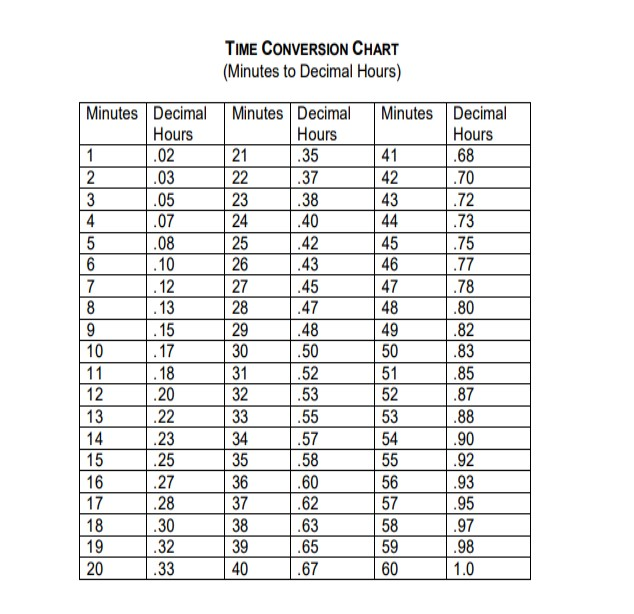 TIME CONVERSION CHART
(Minutes to Decimal Hours)
Minutes Decimal Hours Minutes Decimal Hours Minutes Decimal Hours
1 .02 21 .35 41 .68
2 .03 22 .37 42 .70
3 .05 23 .38 43 .72
4 .07 24 .40 44 .73
5 .08 25 .42 45 .75
6 .10 26 .43 46 .77
7 .12 27 .45 47 .78
8 .13 28 .47 48 .80
9 .15 29 .48 49 .82
10 .17 30 .50 50 .83
11 .18 31 .52 51 .85
12 .20 32 .53 52 .87
13 .22 33 .55 53 .88
14 .23 34 .57 54 .90
15 .25 35 .58 55 .92
16 .27 36 .60 56 .93
17 .28 37 .62 57 .95
18 .30 38 .63 58 .97
19 .32 39 .65 59 .98
20 .33 40 .67 60 1.0